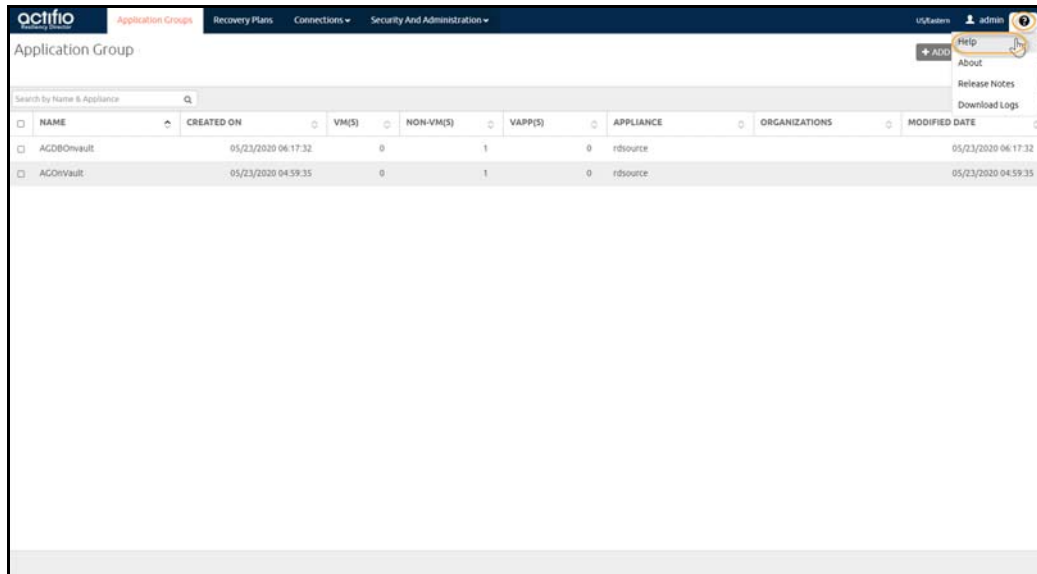 actifio Application Groups Recovery Plans Connections Security And Administration US/Eastern admin ?
Resiliency Director
Application Group
+ ADD
Help
About
Release Notes
Download Logs
Search by Name & Appliance
NAME CREATED ON VM(S) NON-VM(S) VAPP(S) APPLIANCE ORGANIZATIONS MODIFIED DATE
AGDBOnvault 05/23/2020 06:17:32 0 1 0 rdsource 05/23/2020 06:17:32
AGOnVault 05/23/2020 04:59:35 0 1 0 rdsource 05/23/2020 04:59:35